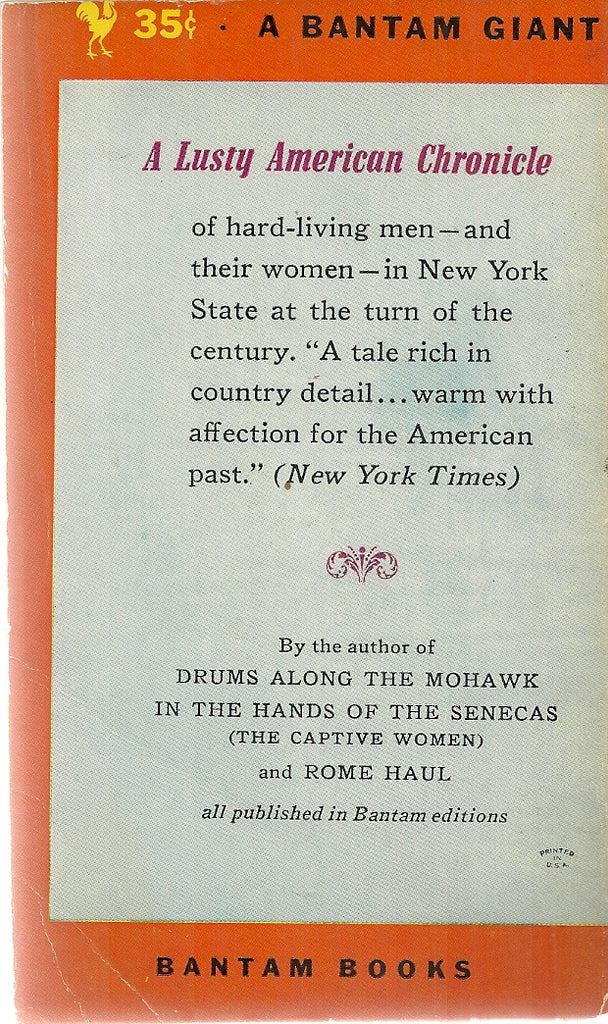 35¢ · A BANTAM GIANT
A Lusty American Chronicle
of hard-living men—and
their women—in New York
State at the turn of the
century. “A tale rich in
country detail...warm with
affection for the American
past.” (New York Times)
By the author of
DRUMS ALONG THE MOHAWK
IN THE HANDS OF THE SENECAS
(THE CAPTIVE WOMEN)
and ROME HAUL
all published in Bantam editions
PRINTED
IN
U.S.A.
BANTAM BOOKS